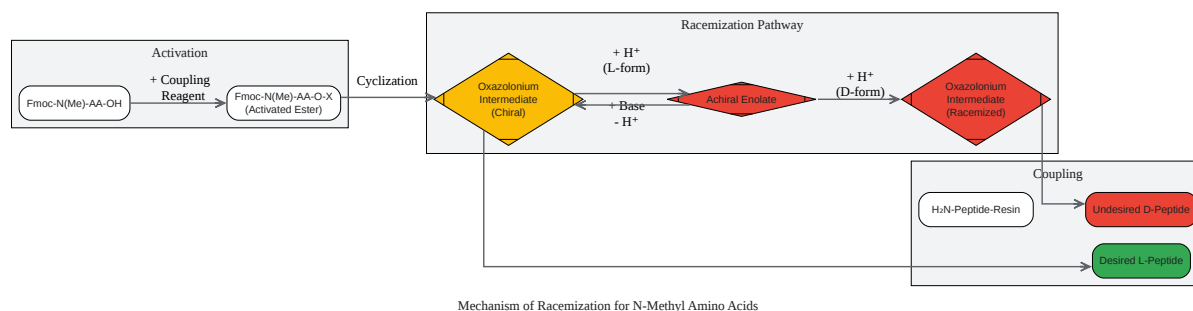 Racemization Pathway
Activation
Fmoc-N(Me)-AA-OH
+ Coupling
Reagent
Fmoc-N(Me)-AA-O-X
(Activated Ester)
Cyclization
Oxazolonium
Intermediate
(Chiral)
+ H⁺
(L-form)
+ Base
- H⁺
Achiral Enolate
+ H⁺
(D-form)
Oxazolonium
Intermediate
(Racemized)
Coupling
H₂N-Peptide-Resin
Undesired D-Peptide
Desired L-Peptide
Mechanism of Racemization for N-Methyl Amino Acids